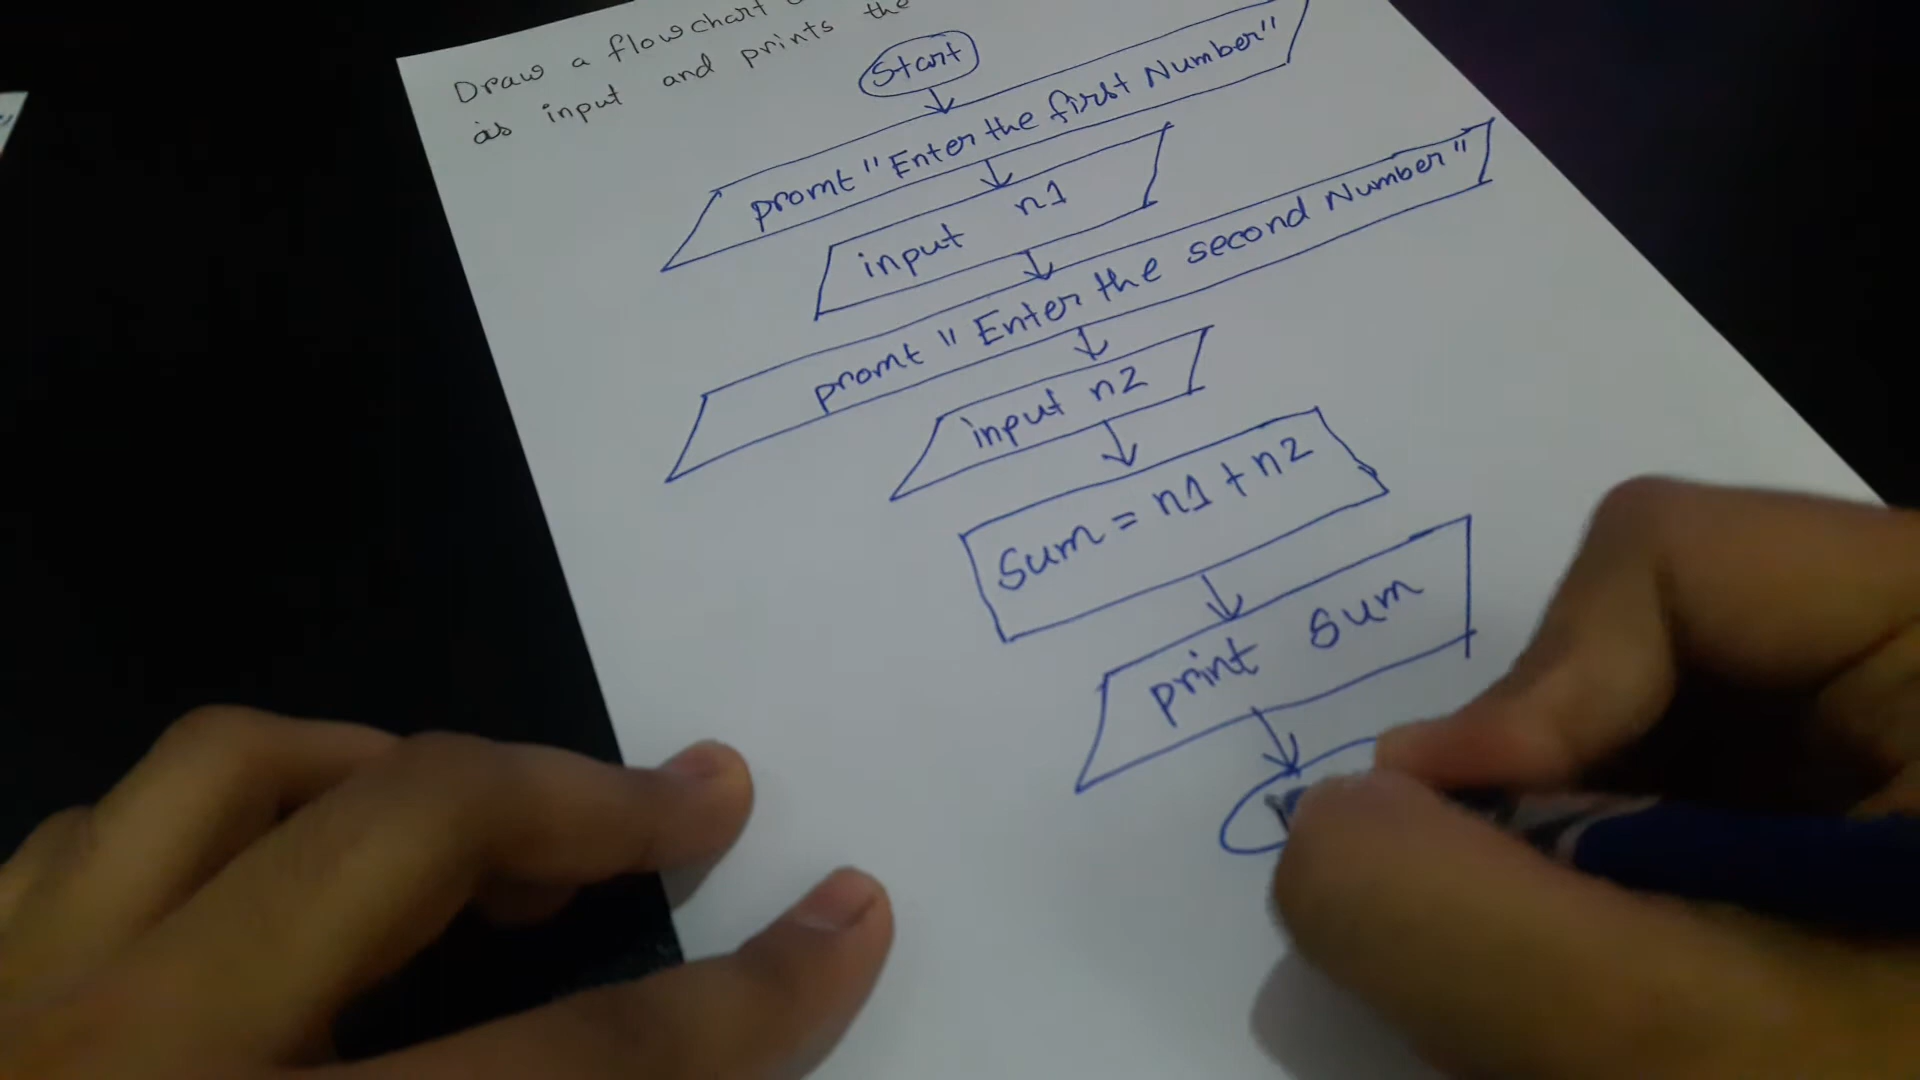 Draw a flowchart
as input and prints the
Start
promt "Enter the first Number"
input n1
promt "Enter the second Number"
input n2
Sum = n1 + n2
print sum